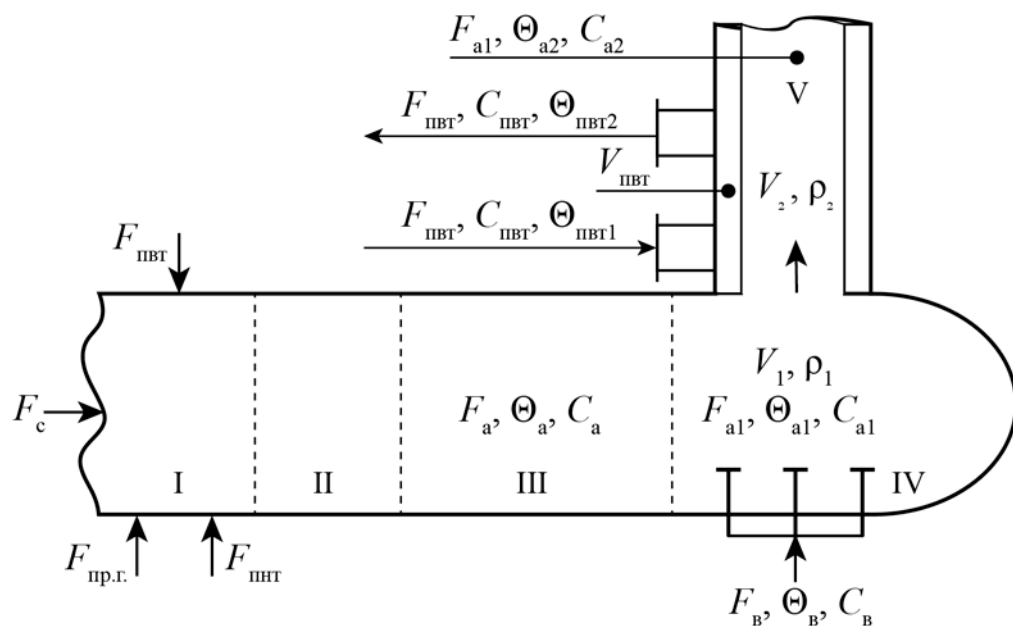 F_a1, Θ_a2, C_a2
V
F_пвт, C_пвт, Θ_пвт2
V_пвт
V_2, ρ_2
F_пвт, C_пвт, Θ_пвт1
F_пвт
V_1, ρ_1
F_c
F_a, Θ_a, C_a
F_a1, Θ_a1, C_a1
I
II
III
IV
F_пр.г.
F_пнт
F_в, Θ_в, C_в